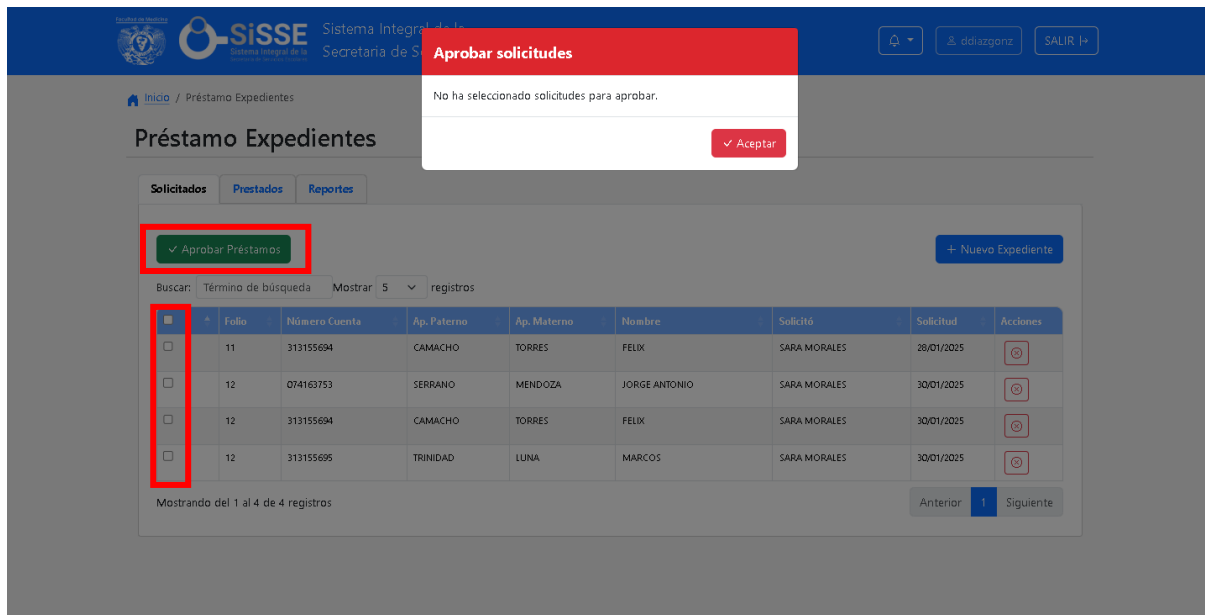 Facultad de Medicina
SiSSE
Sistema Integral de la
Sistema Integral de la
Secretaria de S
ddiazgonz
SALIR
Aprobar solicitudes
No ha seleccionado solicitudes para aprobar.
Aceptar
Inicio / Préstamo Expedientes
Préstamo Expedientes
Solicitados Prestados Reportes
Aprobar Préstamos
+ Nuevo Expediente
Buscar: Término de búsqueda Mostrar 5 registros
Folio Número Cuenta Ap. Paterno Ap. Materno Nombre Solicitó Solicitud Acciones
11 313155694 CAMACHO TORRES FELIX SARA MORALES 28/01/2025
12 074163753 SERRANO MENDOZA JORGE ANTONIO SARA MORALES 30/01/2025
12 313155694 CAMACHO TORRES FELIX SARA MORALES 30/01/2025
12 313155695 TRINIDAD LUNA MARCOS SARA MORALES 30/01/2025
Mostrando del 1 al 4 de 4 registros
Anterior 1 Siguiente